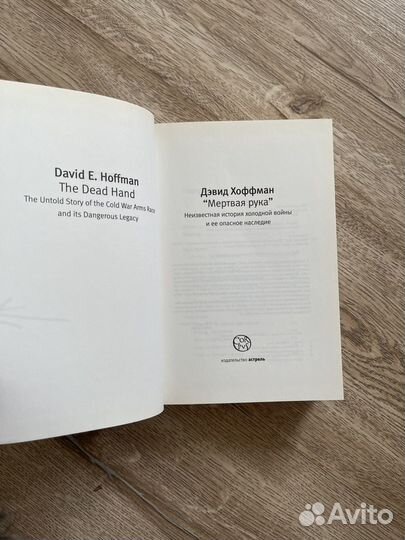 David E. Hoffman
The Dead Hand
The Untold Story of the Cold War Arms Race
and its Dangerous Legacy
Дэвид Хоффман
“Мертвая рука”
Неизвестная история холодной войны
и ее опасное наследие
издательство астрель
Avito